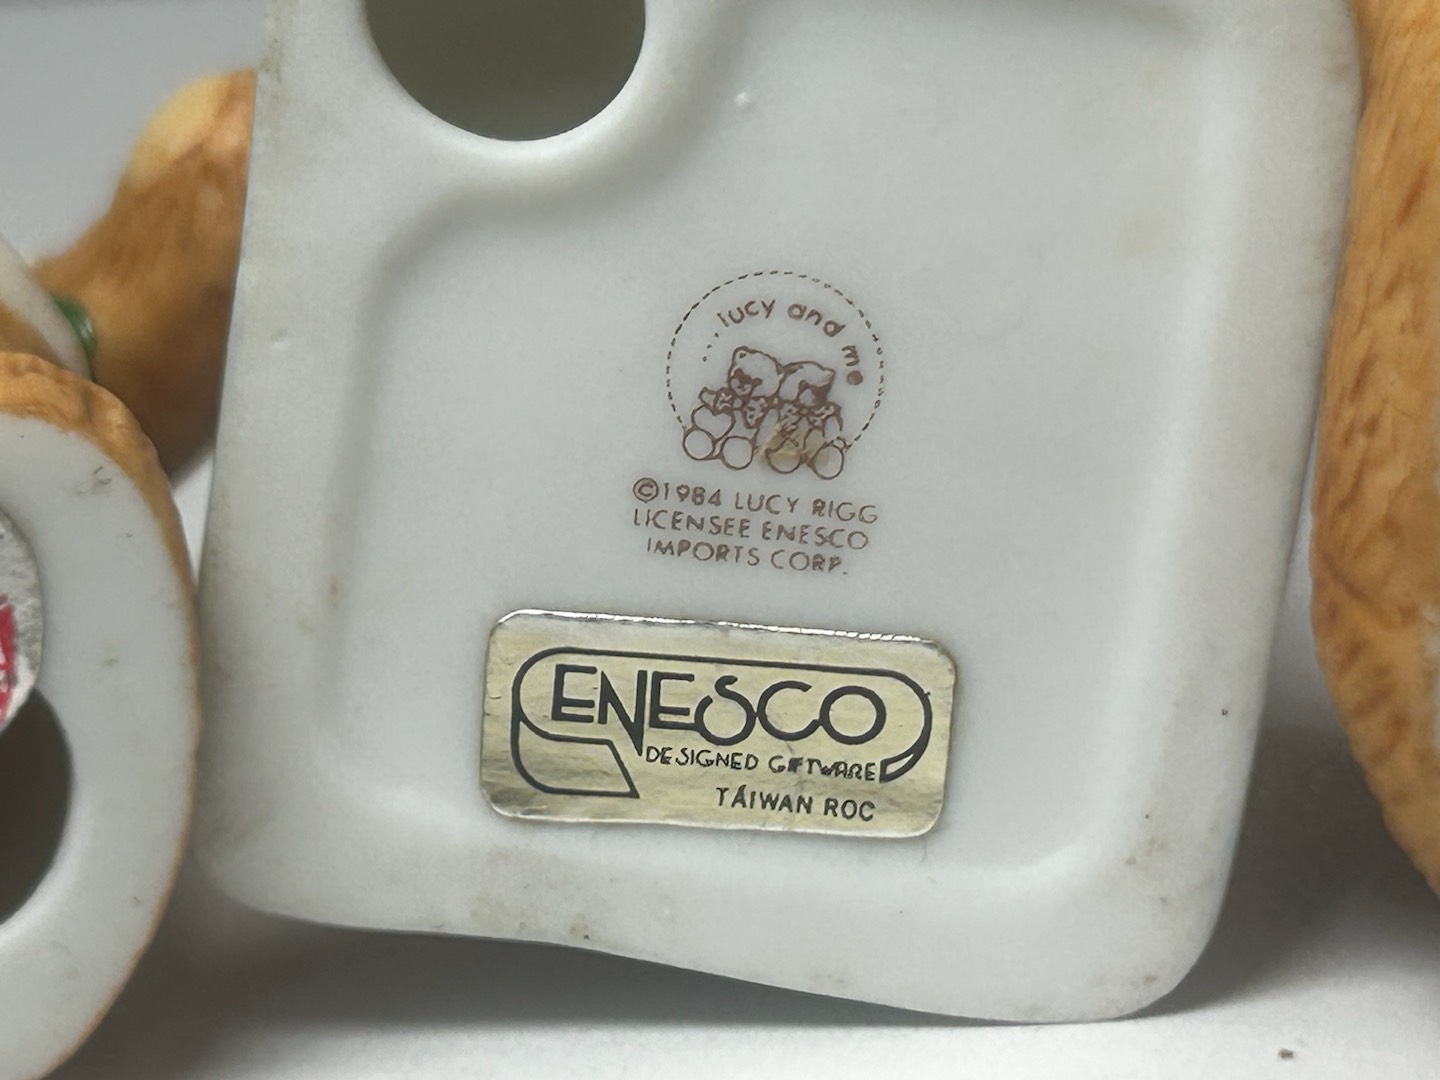 ...lucy and me
©1984 LUCY RIGG
LICENSEE ENESCO
IMPORTS CORP.
ENESCO
DESIGNED GIFTWARE
TAIWAN ROC